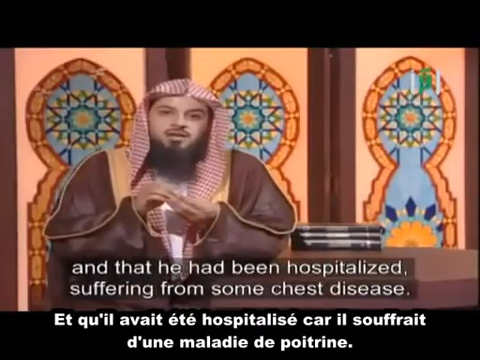 and that he had been hospitalized,
suffering from some chest disease.
Et qu'il avait été hospitalisé car il souffrait
d'une maladie de poitrine.